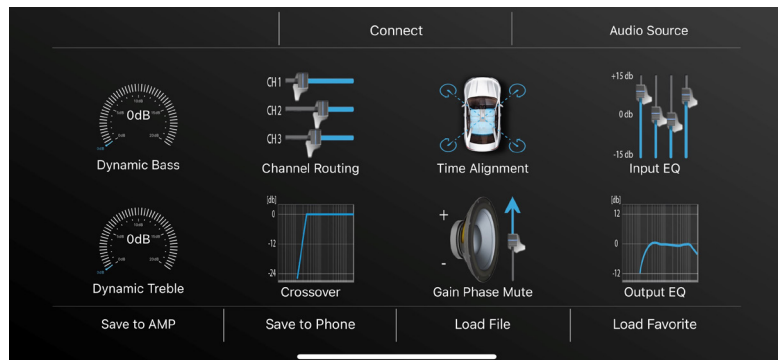 Connect
Audio Source
0dB
Dynamic Bass
CH1
CH2
CH3
Channel Routing
Time Alignment
+15 db
0 db
-15 db
Input EQ
0dB
Dynamic Treble
[db]
0
-12
-24
Crossover
+
-
Gain Phase Mute
[db]
12
0
-12
Output EQ
Save to AMP
Save to Phone
Load File
Load Favorite